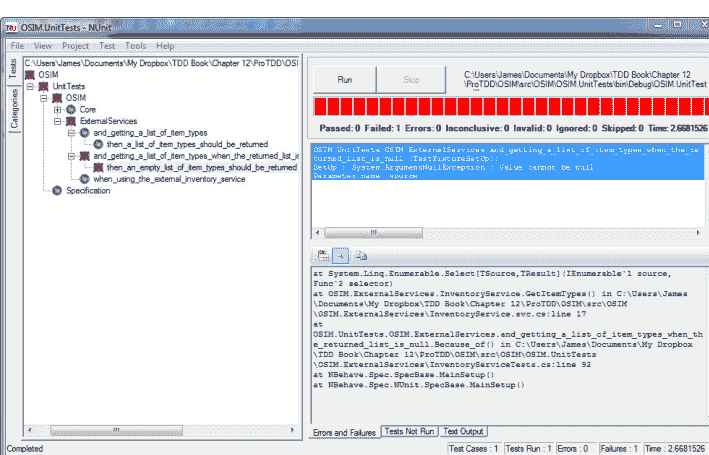 OSIM.UnitTests - NUnit
File View Project Test Tools Help
Tests
Categories
C:\Users\James\Documents\My Dropbox\TDD Book\Chapter 12\ProTDD\OSI
OSIM
UnitTests
OSIM
Core
ExternalServices
and_getting_a_list_of_item_types
then_a_list_of_item_types_should_be_returned
and_getting_a_list_of_item_types_when_the_returned_list_is
then_an_empty_list_of_item_types_should_be_returned
when_using_the_external_inventory_service
Specification
Run
Stop
C:\Users\James\Documents\My Dropbox\TDD Book\Chapter 12
\ProTDD\OSIM\src\OSIM\OSIM.UnitTests\bin\Debug\OSIM.UnitTest
Passed: 0 Failed: 1 Errors: 0 Inconclusive: 0 Invalid: 0 Ignored: 0 Skipped: 0 Time: 2.6681526
OSIM.UnitTests.OSIM.ExternalServices.and_getting_a_list_of_item_types_when_the_re
turned_list_is_null (TestFixtureSetUp):
SetUp : System.ArgumentNullException : Value cannot be null.
Parameter name: source
at System.Linq.Enumerable.Select[TSource,TResult](IEnumerable`1 source,
Func`2 selector)
at OSIM.ExternalServices.InventoryService.GetItemTypes() in C:\Users\James
\Documents\My Dropbox\TDD Book\Chapter 12\ProTDD\OSIM\src\OSIM
\OSIM.ExternalServices\InventoryService.svc.cs:line 17
at
OSIM.UnitTests.OSIM.ExternalServices.and_getting_a_list_of_item_types_when_th
e_returned_list_is_null.Because_of() in C:\Users\James\Documents\My Dropbox
\TDD Book\Chapter 12\ProTDD\OSIM\src\OSIM\OSIM.UnitTests
\OSIM.ExternalServices\InventoryServiceTests.cs:line 92
at NBehave.Spec.SpecBase.MainSetup()
at NBehave.Spec.NUnit.SpecBase.MainSetup()
Errors and Failures Tests Not Run Text Output
Completed
Test Cases : 1 Tests Run : 1 Errors : 0 Failures : 1 Time : 2.6681526